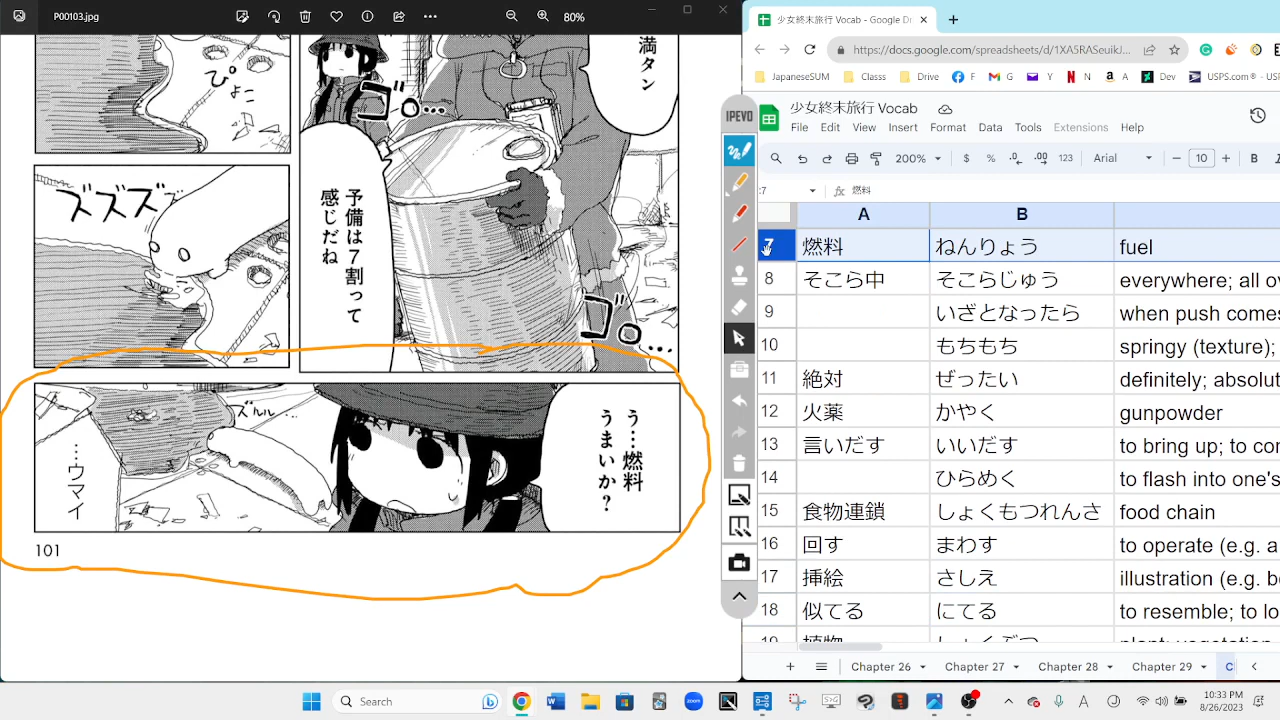 P00103.jpg
80%
満タン
ぴょこ
ゴロ…
ズズズ
予備は7割って
感じだね
ゴロ…
う…燃料
うまいか?
ズルル
…ウマイ
101
少女終末旅行 Vocab - Google Dr
https://docs.google.com/spreadsheets/d/1YXA5RASIuikJ...
JapaneseSUM
Class
Drive
F
G
Y
N
A
Dev
USPS.com® - US
IPEVO
少女終末旅行 Vocab
File Edit View Insert Format Data Tools Extensions Help
200% $ % .0 .00 123 Arial 10 B
燃料
A B
7 燃料 ねんりょう fuel
8 そこら中 そこらじゅう everywhere; all ov
9 いざとなったら when push comes
10 もちもち springy (texture);
11 絶対 ぜったい definitely; absolut
12 火薬 かやく gunpowder
13 言いだす いいだす to bring up; to cor
14 ひらめく to flash into one's
15 食物連鎖 しょくもつれんさ food chain
16 回す まわす to operate (e.g. a
17 挿絵 さしえ illustration (e.g. bo
18 似てる にてる to resemble; to lo
Chapter 26 Chapter 27 Chapter 28 Chapter 29 C
Search
zoom
10:33 PM